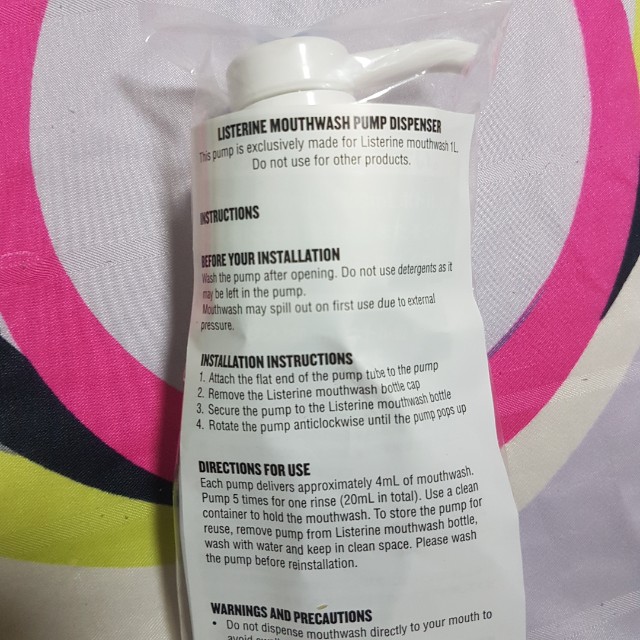 LISTERINE MOUTHWASH PUMP DISPENSER
This pump is exclusively made for Listerine mouthwash 1L.
Do not use for other products.
INSTRUCTIONS
BEFORE YOUR INSTALLATION
Wash the pump after opening. Do not use detergents as it
may be left in the pump.
Mouthwash may spill out on first use due to external
pressure.
INSTALLATION INSTRUCTIONS
1. Attach the flat end of the pump tube to the pump
2. Remove the Listerine mouthwash bottle cap
3. Secure the pump to the Listerine mouthwash bottle
4. Rotate the pump anticlockwise until the pump pops up
DIRECTIONS FOR USE
Each pump delivers approximately 4mL of mouthwash.
Pump 5 times for one rinse (20mL in total). Use a clean
container to hold the mouthwash. To store the pump for
reuse, remove pump from Listerine mouthwash bottle,
wash with water and keep in clean space. Please wash
the pump before reinstallation.
WARNINGS AND PRECAUTIONS
• Do not dispense mouthwash directly to your mouth to
avoid